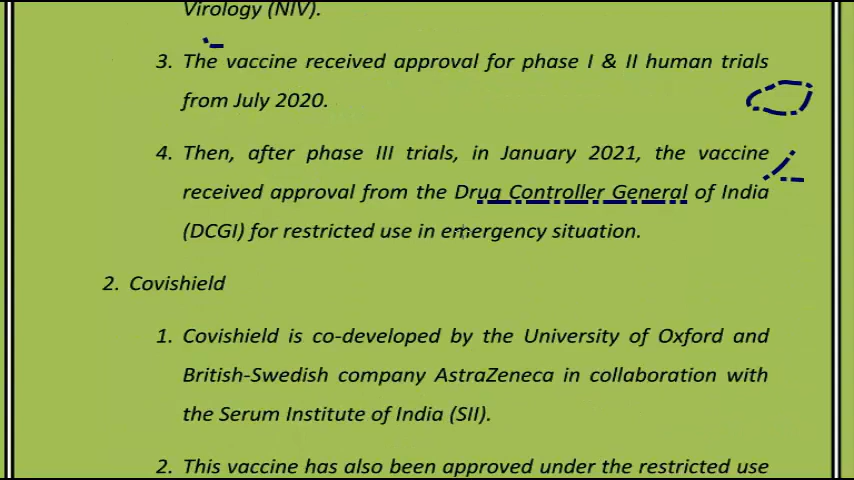 Virology (NIV).
3. The vaccine received approval for phase I & II human trials
from July 2020.
4. Then, after phase III trials, in January 2021, the vaccine
received approval from the Drug Controller General of India
(DCGI) for restricted use in emergency situation.
2. Covishield
1. Covishield is co-developed by the University of Oxford and
British-Swedish company AstraZeneca in collaboration with
the Serum Institute of India (SII).
2. This vaccine has also been approved under the restricted use